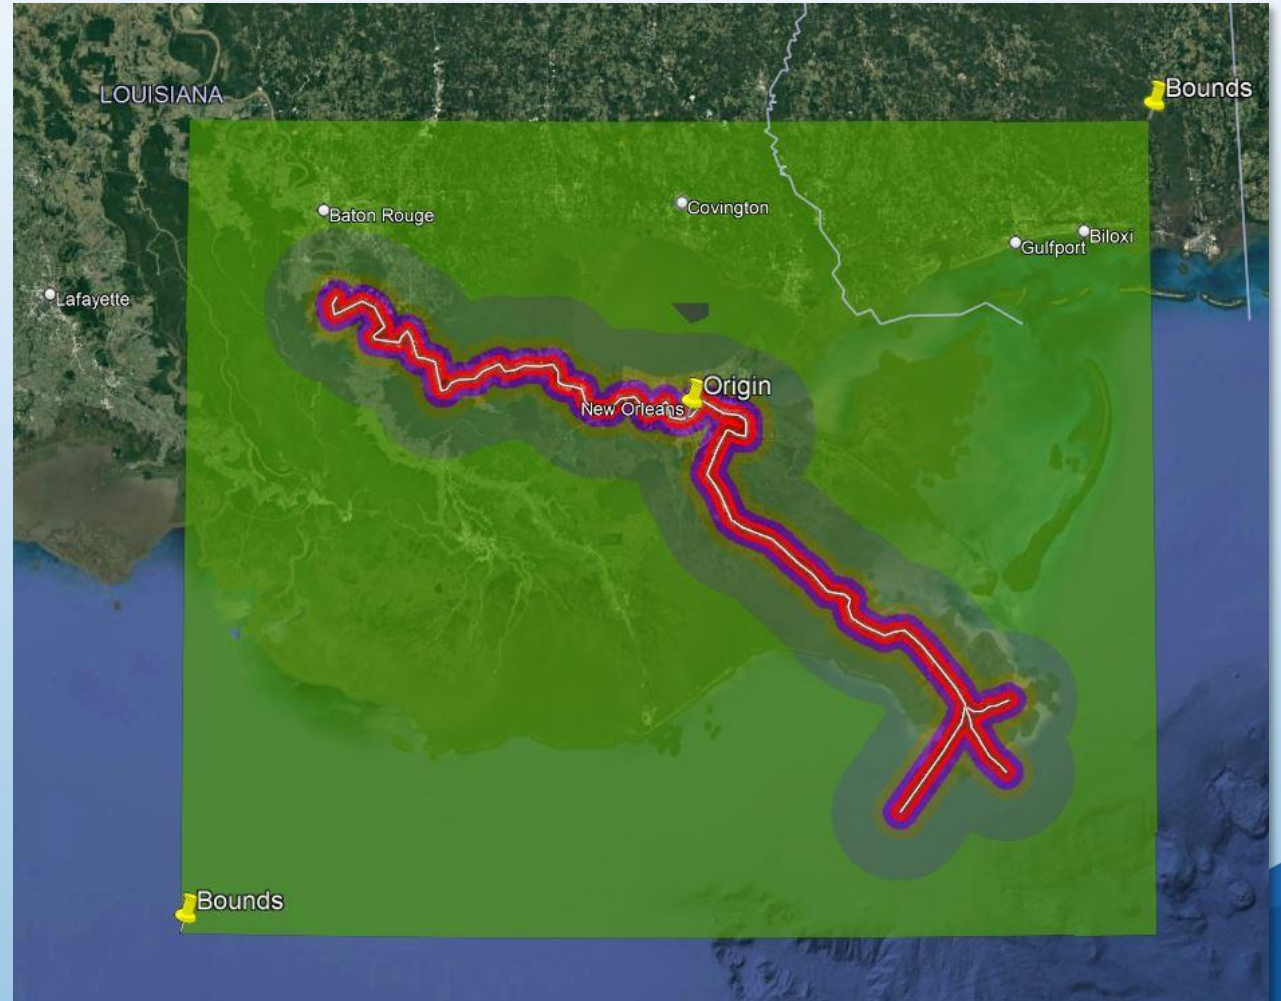 Bounds
LOUISIANA
Covington
Baton Rouge
Biloxi
Gulfport
Lafayette
Origin
New Orleans
Bounds